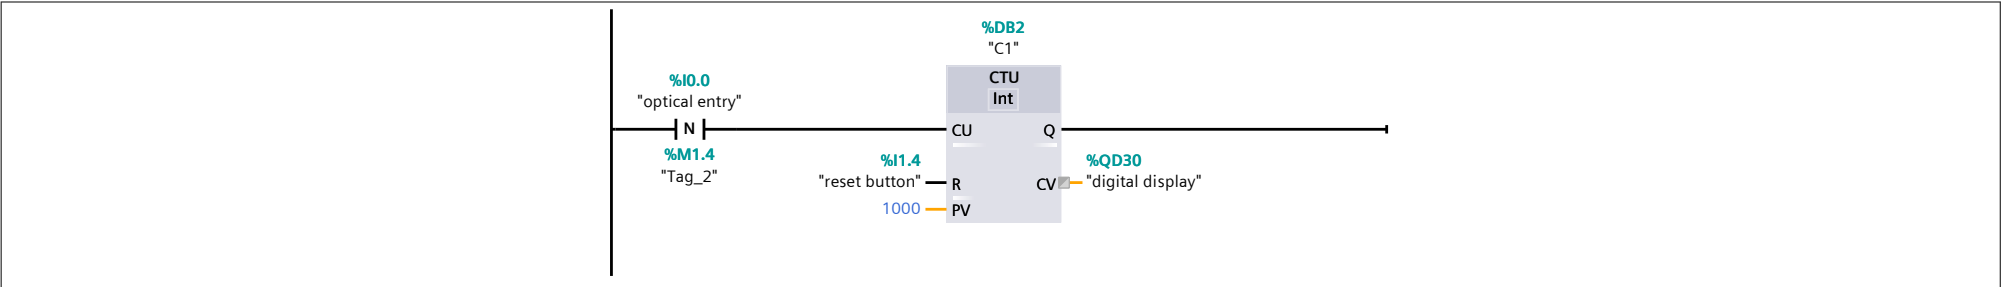 %DB2
"C1"
%I0.0
"optical entry"
N
%M1.4
"Tag_2"
CTU
Int
CU
Q
%I1.4
"reset button"
R
1000
PV
CV
%QD30
"digital display"